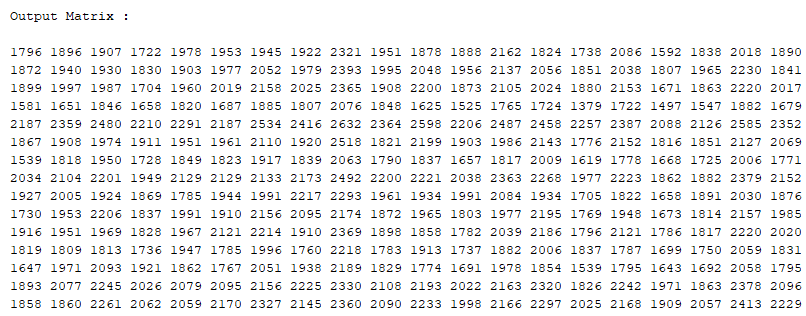 Output Matrix :
1796 1896 1907 1722 1978 1953 1945 1922 2321 1951 1878 1888 2162 1824 1738 2086 1592 1838 2018 1890
1872 1940 1930 1830 1903 1977 2052 1979 2393 1995 2048 1956 2137 2056 1851 2038 1807 1965 2230 1841
1899 1997 1987 1704 1960 2019 2158 2025 2365 1908 2200 1873 2105 2024 1880 2153 1671 1863 2220 2017
1581 1651 1846 1658 1820 1687 1885 1807 2076 1848 1625 1525 1765 1724 1379 1722 1497 1547 1882 1679
2187 2359 2480 2210 2291 2187 2534 2416 2632 2364 2598 2206 2487 2458 2257 2387 2088 2126 2585 2352
1867 1908 1974 1911 1951 1961 2110 1920 2518 1821 2199 1903 1986 2143 1776 2152 1816 1851 2127 2069
1539 1818 1950 1728 1849 1823 1917 1839 2063 1790 1837 1657 1817 2009 1619 1778 1668 1725 2006 1771
2034 2104 2201 1949 2129 2129 2133 2173 2492 2200 2221 2038 2363 2268 1977 2223 1862 1882 2379 2152
1927 2005 1924 1869 1785 1944 1991 2217 2293 1961 1934 1991 2084 1934 1705 1822 1658 1891 2030 1876
1730 1953 2206 1837 1991 1910 2156 2095 2174 1872 1965 1803 1977 2195 1769 1948 1673 1814 2157 1985
1916 1951 1969 1828 1967 2121 2214 1910 2369 1898 1858 1782 2039 2186 1796 2121 1786 1817 2220 2020
1819 1809 1813 1736 1947 1785 1996 1760 2218 1783 1913 1737 1882 2006 1837 1787 1699 1750 2059 1831
1647 1971 2093 1921 1862 1767 2051 1938 2189 1829 1774 1691 1978 1854 1539 1795 1643 1692 2058 1795
1893 2077 2245 2026 2079 2095 2156 2225 2330 2108 2193 2022 2163 2320 1826 2242 1971 1863 2378 2096
1858 1860 2261 2062 2059 2170 2327 2145 2360 2090 2233 1998 2166 2297 2025 2168 1909 2057 2413 2229